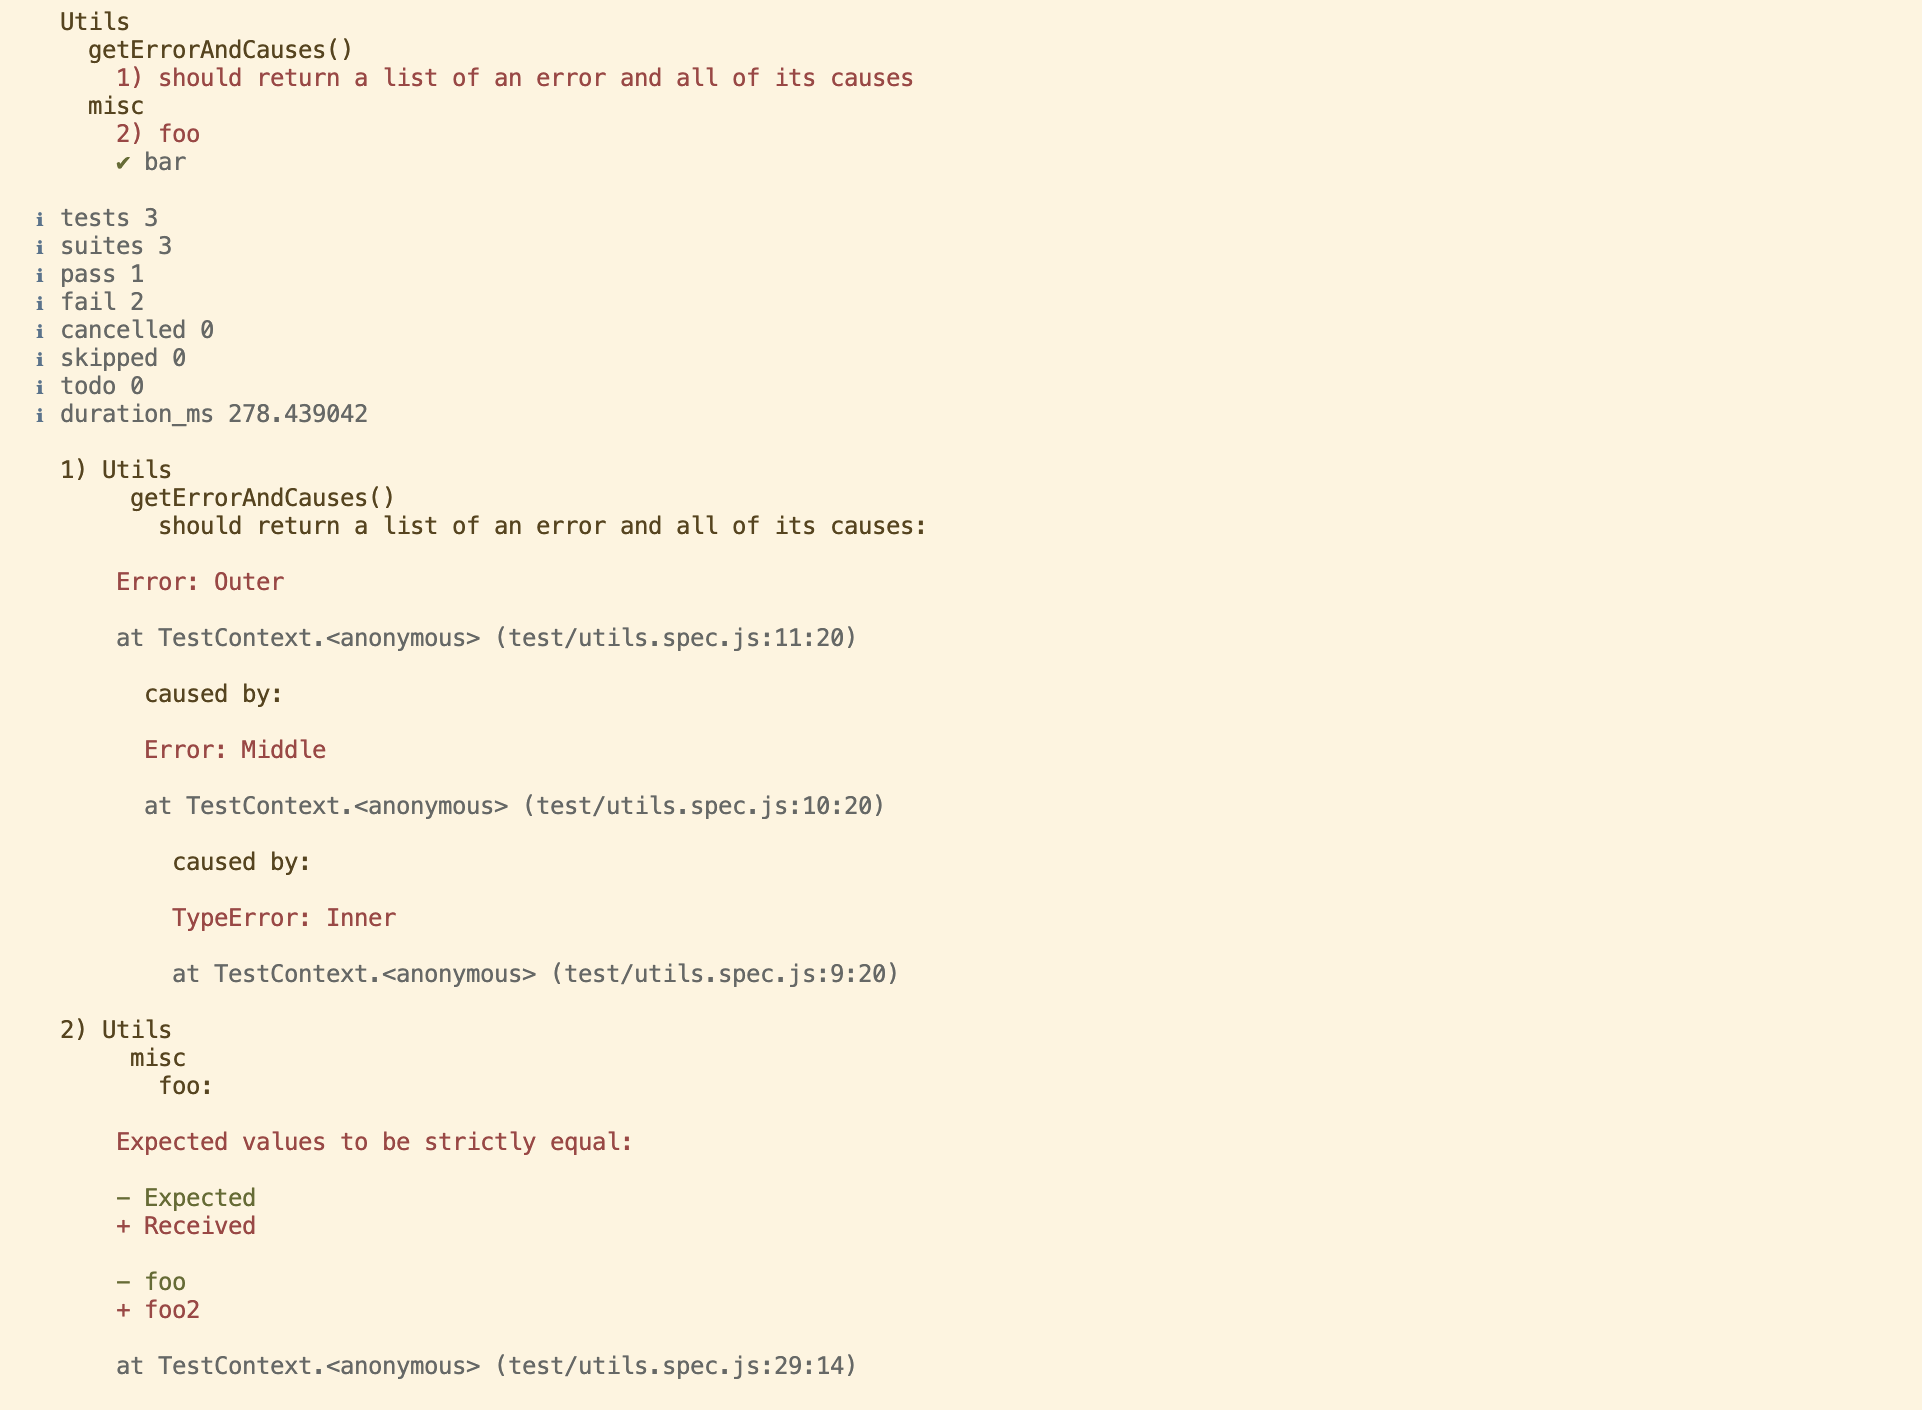 Utils
getErrorAndCauses()
1) should return a list of an error and all of its causes
misc
2) foo
✔ bar
ℹ tests 3
ℹ suites 3
ℹ pass 1
ℹ fail 2
ℹ cancelled 0
ℹ skipped 0
ℹ todo 0
ℹ duration_ms 278.439042
1) Utils
getErrorAndCauses()
should return a list of an error and all of its causes:
Error: Outer
at TestContext.<anonymous> (test/utils.spec.js:11:20)
caused by:
Error: Middle
at TestContext.<anonymous> (test/utils.spec.js:10:20)
caused by:
TypeError: Inner
at TestContext.<anonymous> (test/utils.spec.js:9:20)
2) Utils
misc
foo:
Expected values to be strictly equal:
- Expected
+ Received
- foo
+ foo2
at TestContext.<anonymous> (test/utils.spec.js:29:14)